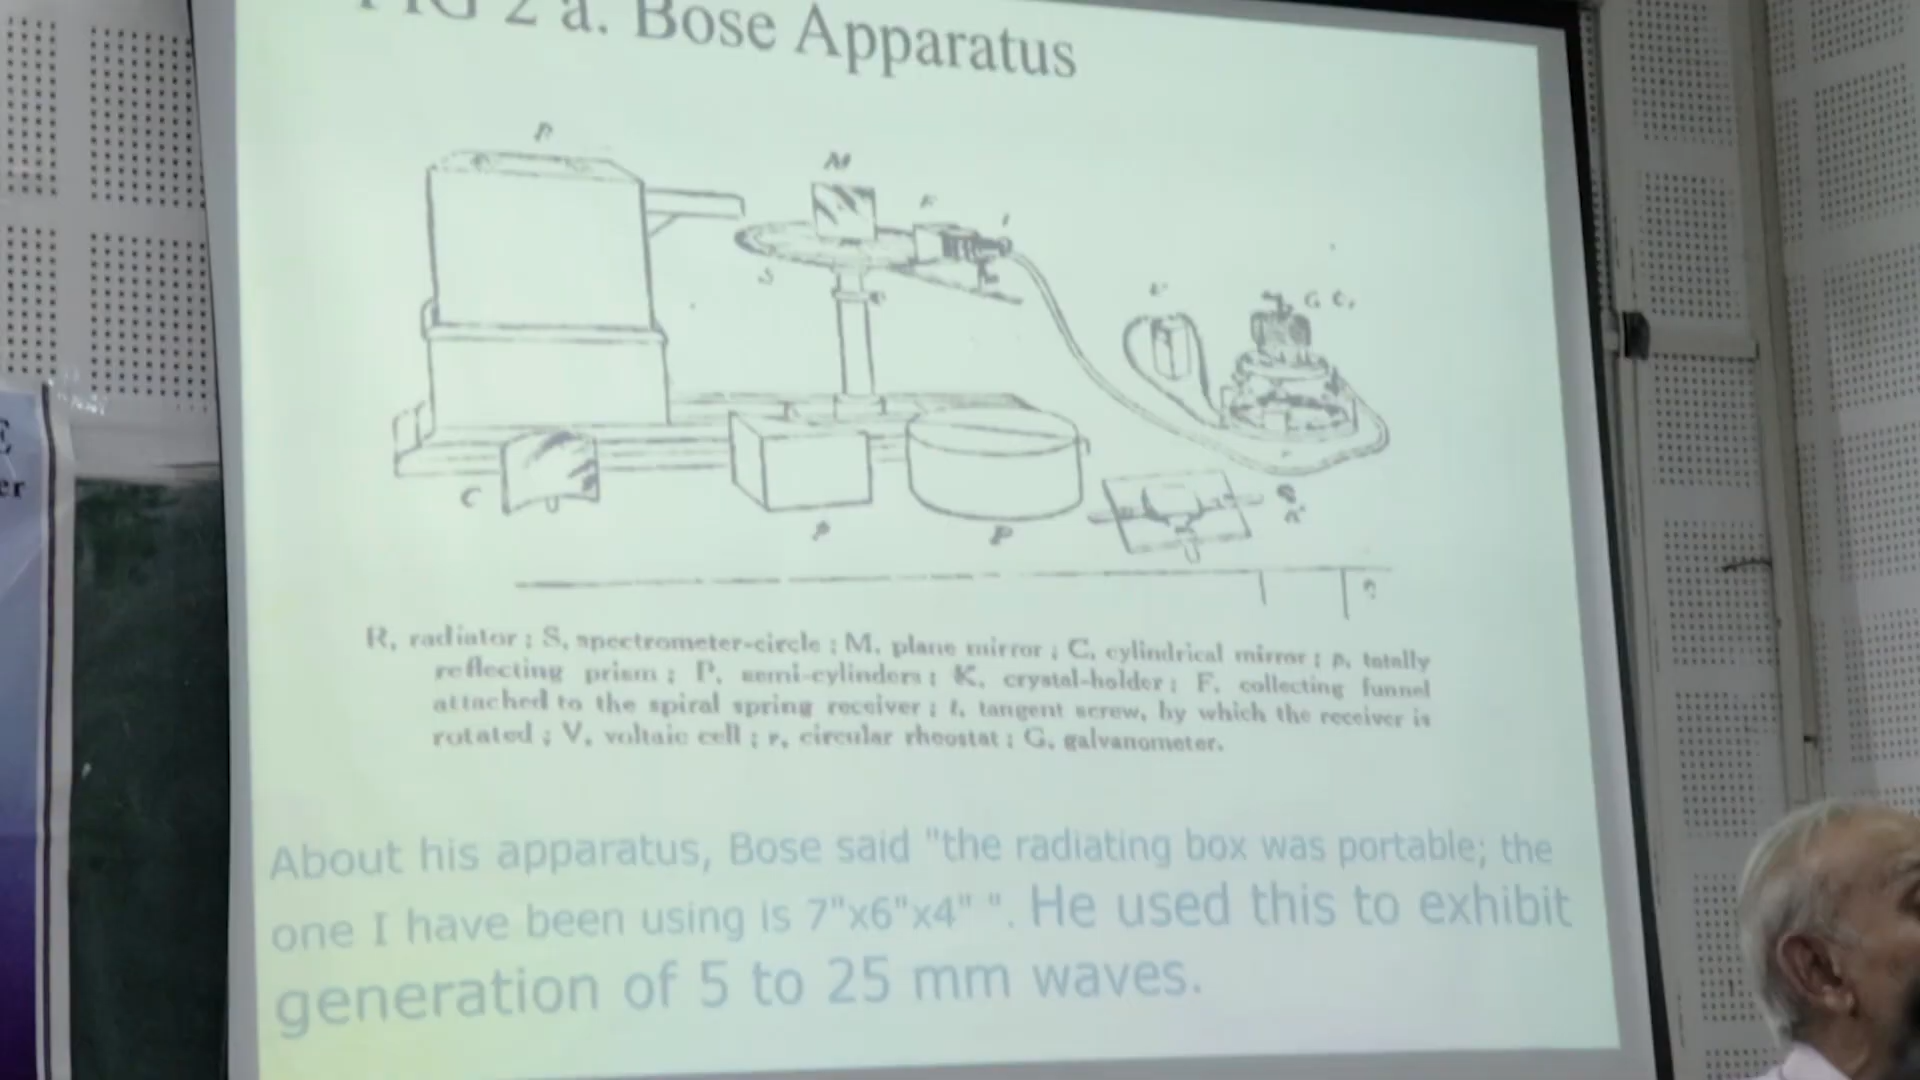 FIG 2 a. Bose Apparatus
M
F
S
G
C
P
R, radiator ; S, spectrometer-circle ; M, plane mirror ; C, cylindrical mirror ; p, totally
reflecting prism ; P, semi-cylinders ; K, crystal-holder ; F, collecting funnel
attached to the spiral spring receiver ; t, tangent screw, by which the receiver is
rotated ; V, voltaic cell ; r, circular rheostat ; G, galvanometer.
About his apparatus, Bose said "the radiating box was portable; the
one I have been using is 7"x6"x4" ". He used this to exhibit
generation of 5 to 25 mm waves.
E
er